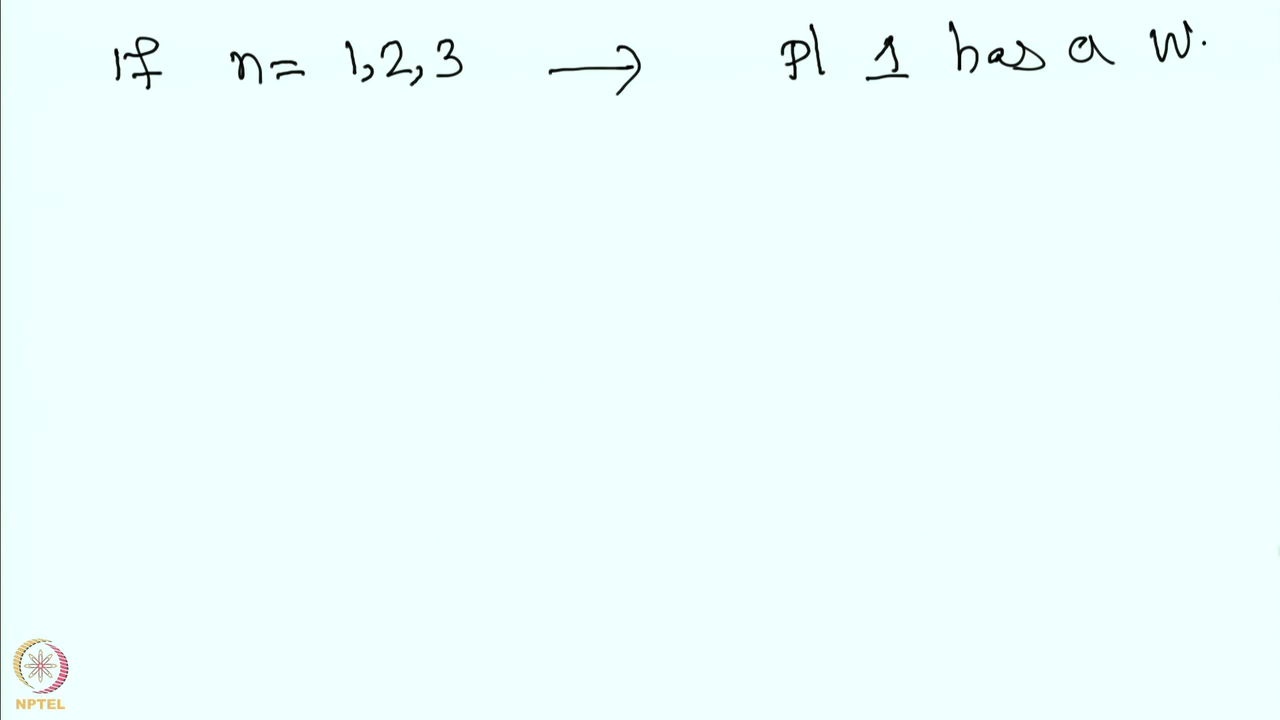 If n= 1,2,3 → Pl 1 has a W.
NPTEL